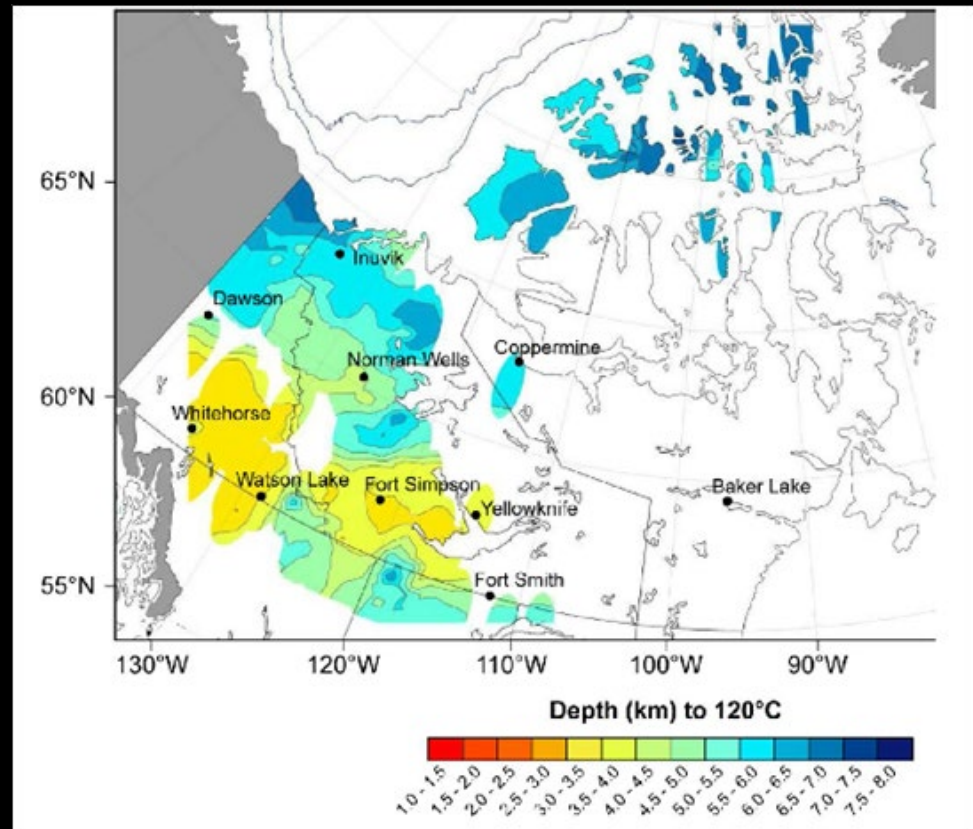 65°N
Inuvik
Dawson
Norman Wells
Coppermine
60°N
Whitehorse
Watson Lake
Fort Simpson
Baker Lake
Yellowknife
Fort Smith
55°N
130°W 120°W 110°W 100°W 90°W
Depth (km) to 120°C
1.0 - 1.5 1.5 - 2.0 2.0 - 2.5 2.5 - 3.0 3.0 - 3.5 3.5 - 4.0 4.0 - 4.5 4.5 - 5.0 5.0 - 5.5 5.5 - 6.0 6.0 - 6.5 6.5 - 7.0 7.0 - 7.5 7.5 - 8.0